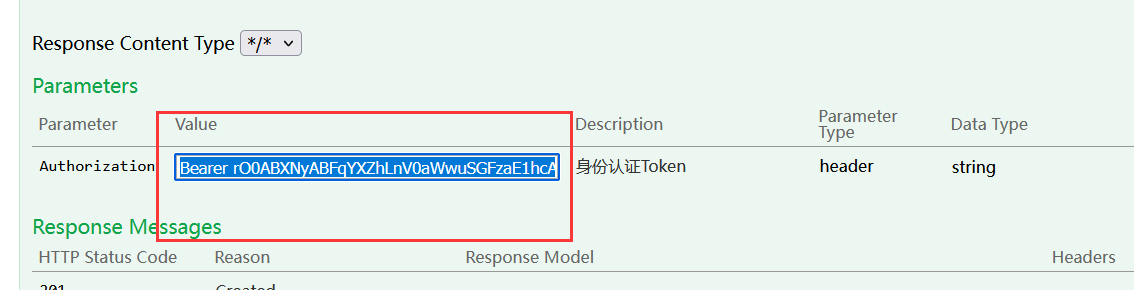 Response Content Type */*
Parameters
Parameter Value Description Parameter Type Data Type
Authorization Bearer rO0ABXNyABFqYXZhLnV0aWwuSGFzaE1hcA 身份认证Token header string
Response Messages
HTTP Status Code Reason Response Model Headers
201 Created